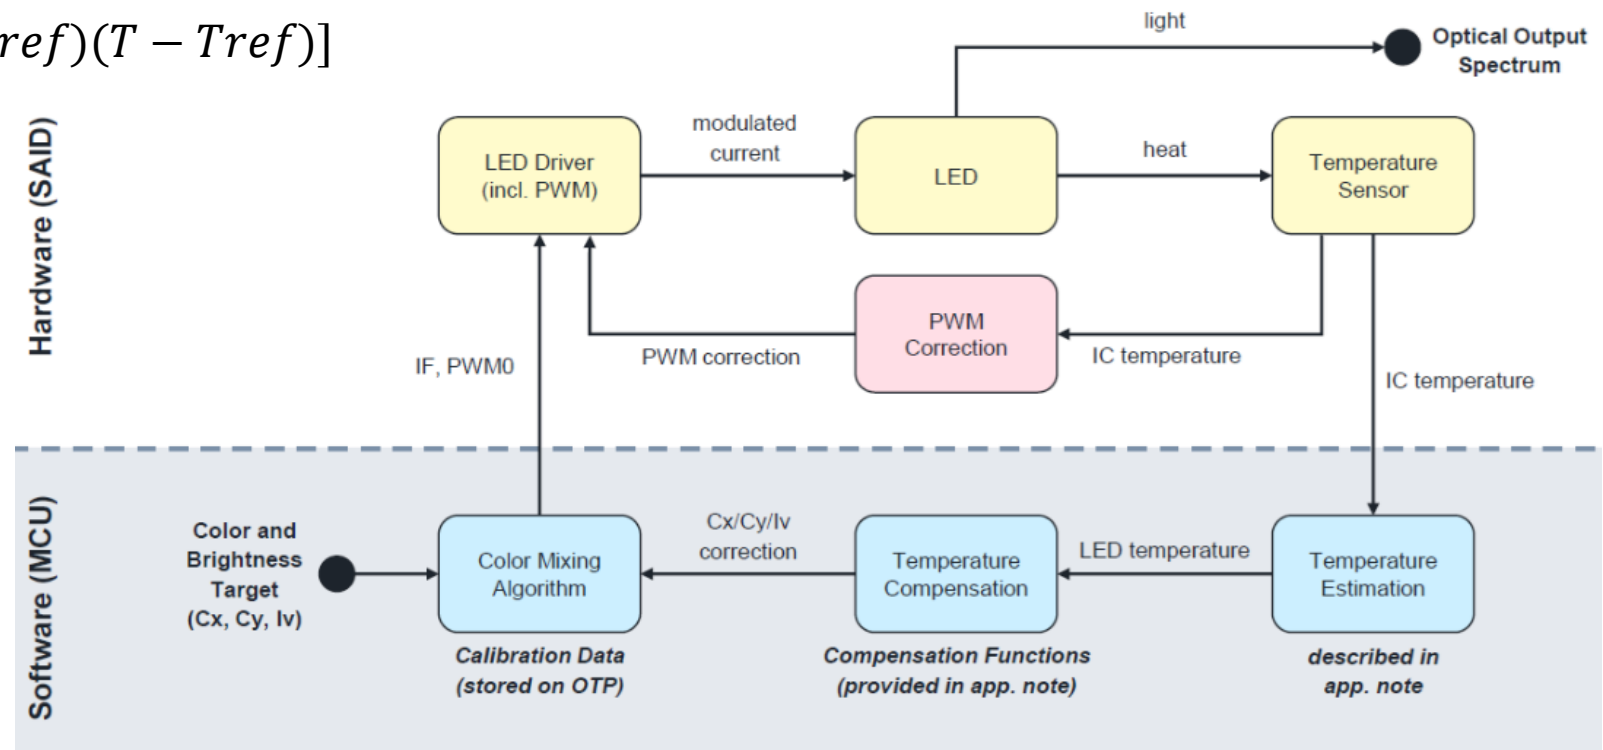 ref)(T − Tref)]
light
Optical Output
Spectrum
Hardware (SAID)
LED Driver
(incl. PWM)
modulated
current
LED
heat
Temperature
Sensor
PWM
Correction
PWM correction
IC temperature
IF, PWM0
IC temperature
Software (MCU)
Color and
Brightness
Target
(Cx, Cy, Iv)
Color Mixing
Algorithm
Cx/Cy/Iv
correction
Temperature
Compensation
LED temperature
Temperature
Estimation
Calibration Data
(stored on OTP)
Compensation Functions
(provided in app. note)
described in
app. note